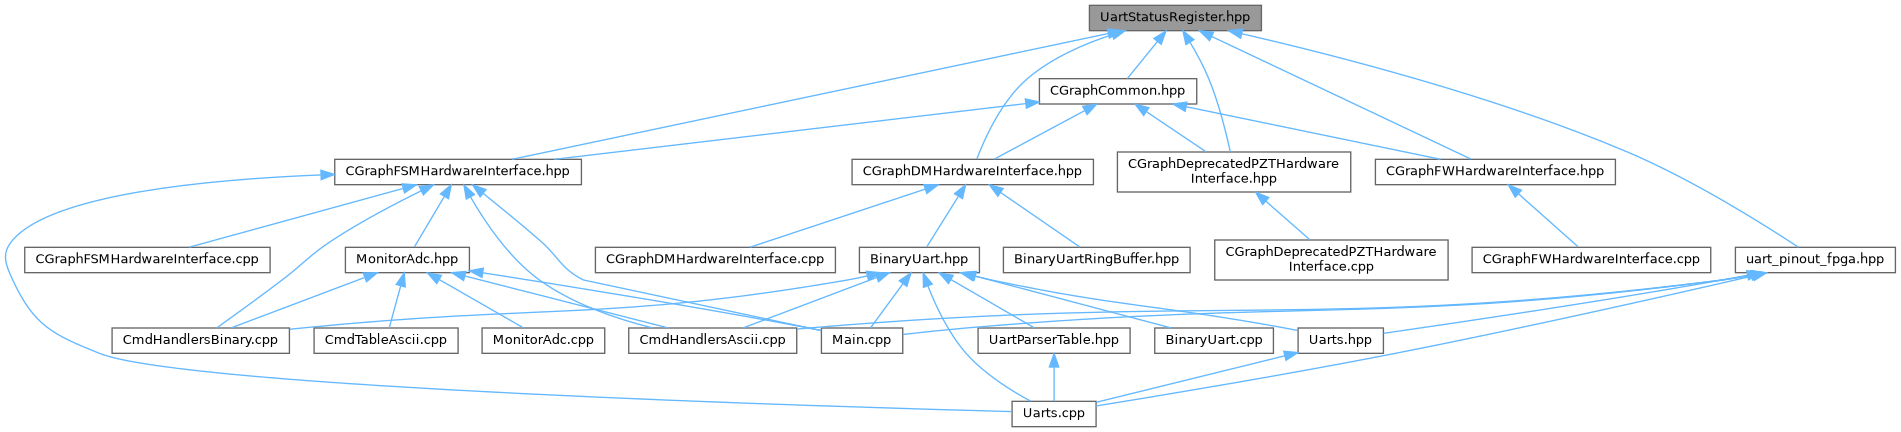 UartStatusRegister.hpp
CGraphCommon.hpp
CGraphFSMHardwareInterface.hpp
CGraphDMHardwareInterface.hpp
CGraphDeprecatedPZTHardware
Interface.hpp
CGraphFWHardwareInterface.hpp
CGraphFSMHardwareInterface.cpp
MonitorAdc.hpp
CGraphDMHardwareInterface.cpp
BinaryUart.hpp
BinaryUartRingBuffer.hpp
CGraphDeprecatedPZTHardware
Interface.cpp
CGraphFWHardwareInterface.cpp
uart_pinout_fpga.hpp
CmdHandlersBinary.cpp
CmdTableAscii.cpp
MonitorAdc.cpp
CmdHandlersAscii.cpp
Main.cpp
UartParserTable.hpp
BinaryUart.cpp
Uarts.hpp
Uarts.cpp